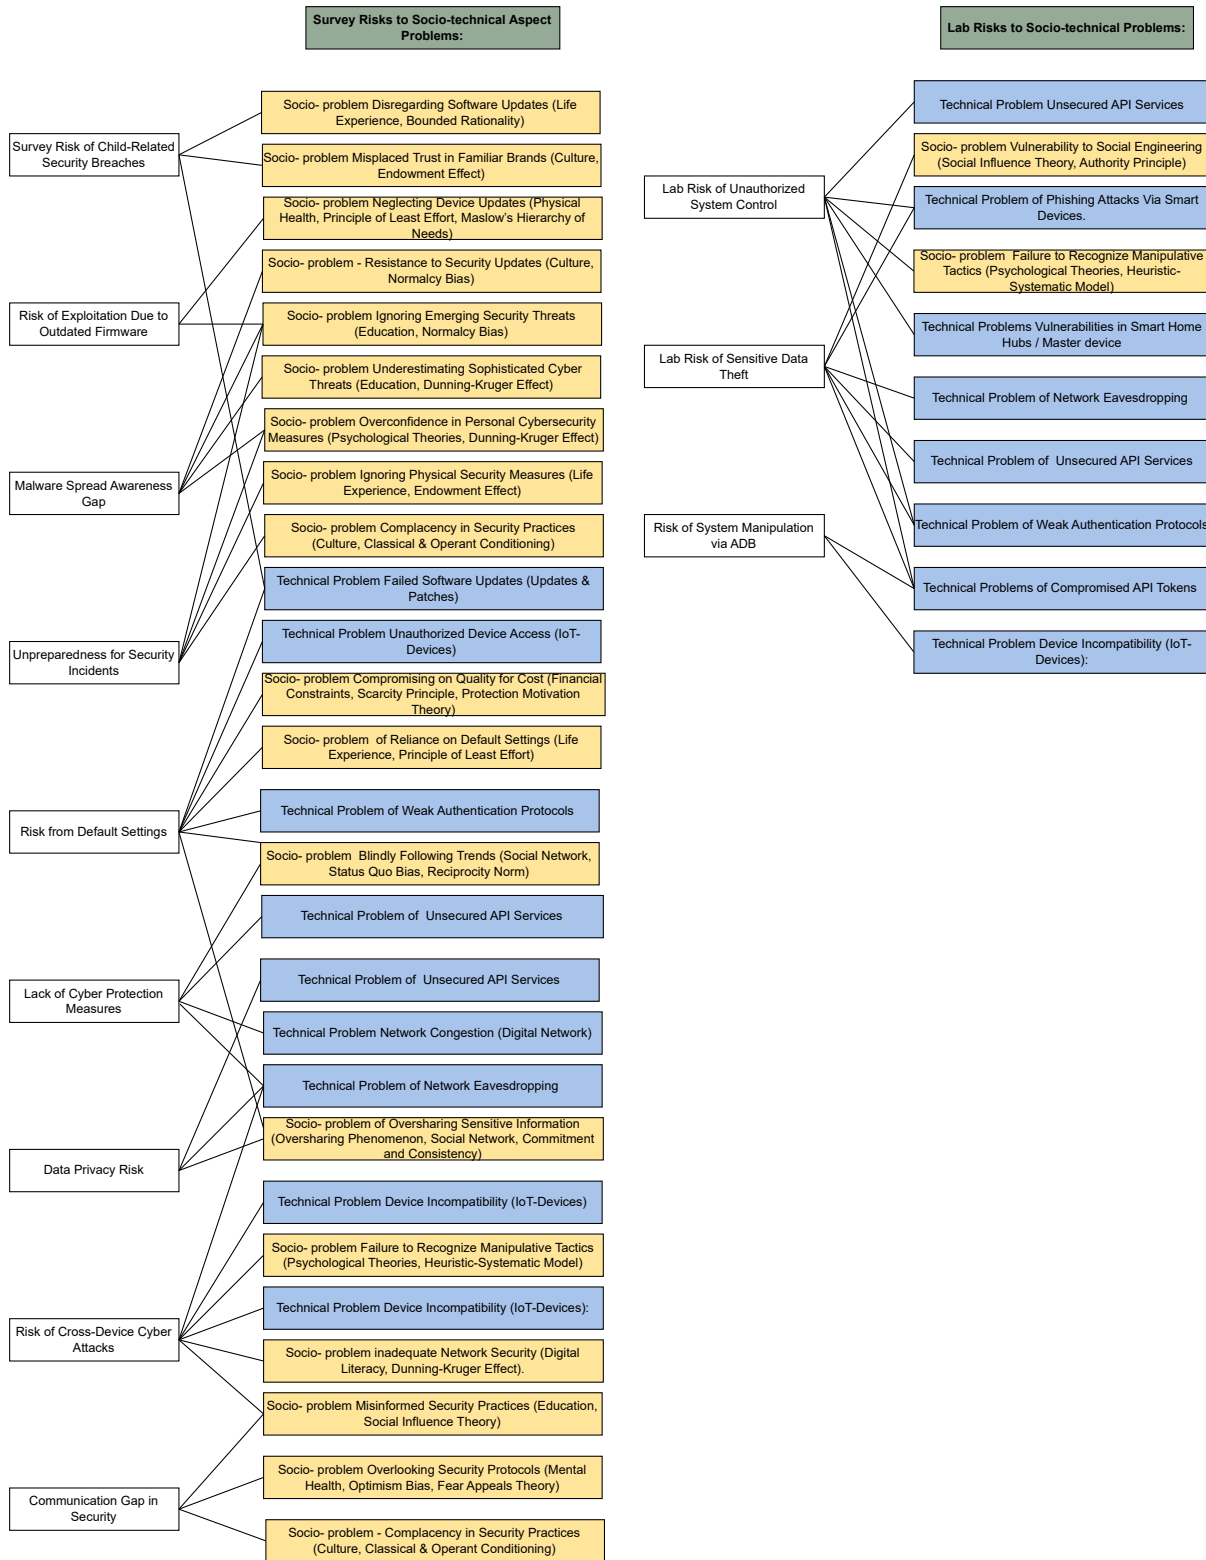 Survey Risks to Socio-technical Aspect
Problems:
Survey Risk of Child-Related
Security Breaches
Risk of Exploitation Due to
Outdated Firmware
Malware Spread Awareness
Gap
Unpreparedness for Security
Incidents
Risk from Default Settings
Lack of Cyber Protection
Measures
Data Privacy Risk
Risk of Cross-Device Cyber
Attacks
Communication Gap in
Security
Socio- problem Disregarding Software Updates (Life
Experience, Bounded Rationality)
Socio- problem Misplaced Trust in Familiar Brands (Culture,
Endowment Effect)
Socio- problem Neglecting Device Updates (Physical
Health, Principle of Least Effort, Maslow's Hierarchy of
Needs)
Socio-problem - Resistance to Security Updates (Culture,
Normalcy Bias)
Socio- problem Ignoring Emerging Security Threats
(Education, Normalcy Bias)
Socio- problem Underestimating Sophisticated Cyber
Threats (Education, Dunning-Kruger Effect)
Socio- problem Overconfidence in Personal Cybersecurity
Measures (Psychological Theories, Dunning-Kruger Effect)
Socio- problem Ignoring Physical Security Measures (Life
Experience, Endowment Effect)
Socio- problem Complacency in Security Practices
(Culture, Classical & Operant Conditioning)
Technical Problem Failed Software Updates (Updates &
Patches)
Technical Problem Unauthorized Device Access (IoT-
Devices)
Socio- problem Compromising on Quality for Cost (Financial
Constraints, Scarcity Principle, Protection Motivation
Theory)
Socio- problem of Reliance on Default Settings (Life
Experience, Principle of Least Effort)
Technical Problem of Weak Authentication Protocols
Socio- problem Blindly Following Trends (Social Network,
Status Quo Bias, Reciprocity Norm)
Technical Problem of Unsecured API Services
Technical Problem of Unsecured API Services
Technical Problem Network Congestion (Digital Network)
Technical Problem of Network Eavesdropping
Socio- problem of Oversharing Sensitive Information
(Oversharing Phenomenon, Social Network, Commitment
and Consistency)
Technical Problem Device Incompatibility (IoT-Devices)
Socio- problem Failure to Recognize Manipulative Tactics
(Psychological Theories, Heuristic-Systematic Model)
Technical Problem Device Incompatibility (IoT-Devices):
Socio- problem inadequate Network Security (Digital
Literacy, Dunning-Kruger Effect).
Socio- problem Misinformed Security Practices (Education,
Social Influence Theory)
Socio- problem Overlooking Security Protocols (Mental
Health, Optimism Bias, Fear Appeals Theory)
Socio- problem - Complacency in Security Practices
(Culture, Classical & Operant Conditioning)
Lab Risks to Socio-technical Problems:
Lab Risk of Unauthorized
System Control
Lab Risk of Sensitive Data
Theft
Risk of System Manipulation
via ADB
Technical Problem Unsecured API Services
Socio- problem Vulnerability to Social Engineering
(Social Influence Theory, Authority Principle)
Technical Problem of Phishing Attacks Via Smart
Devices.
Socio- problem Failure to Recognize Manipulative
Tactics (Psychological Theories, Heuristic-
Systematic Model)
Technical Problems Vulnerabilities in Smart Home
Hubs / Master device
Technical Problem of Network Eavesdropping
Technical Problem of Unsecured API Services
Technical Problem of Weak Authentication Protocols
Technical Problems of Compromised API Tokens
Technical Problem Device Incompatibility (IoT-
Devices):